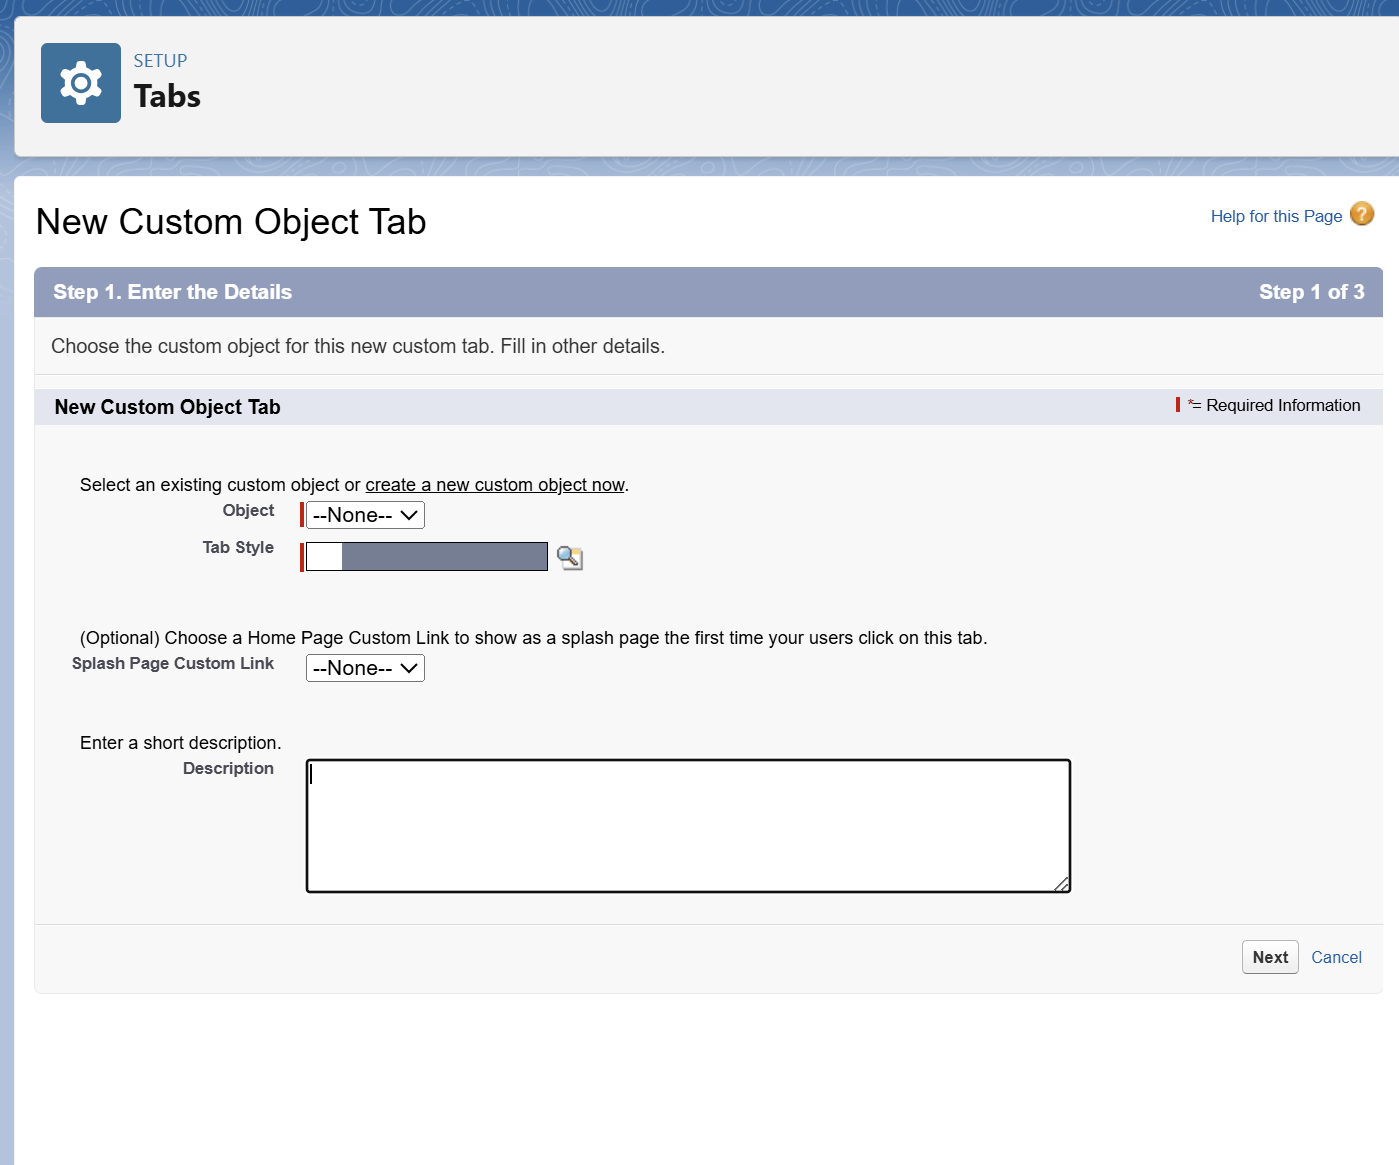 SETUP
Tabs
New Custom Object Tab
Help for this Page ?
Step 1. Enter the Details
Step 1 of 3
Choose the custom object for this new custom tab. Fill in other details.
New Custom Object Tab
*= Required Information
Select an existing custom object or create a new custom object now.
Object
--None--
Tab Style
(Optional) Choose a Home Page Custom Link to show as a splash page the first time your users click on this tab.
Splash Page Custom Link
--None--
Enter a short description.
Description
Next
Cancel